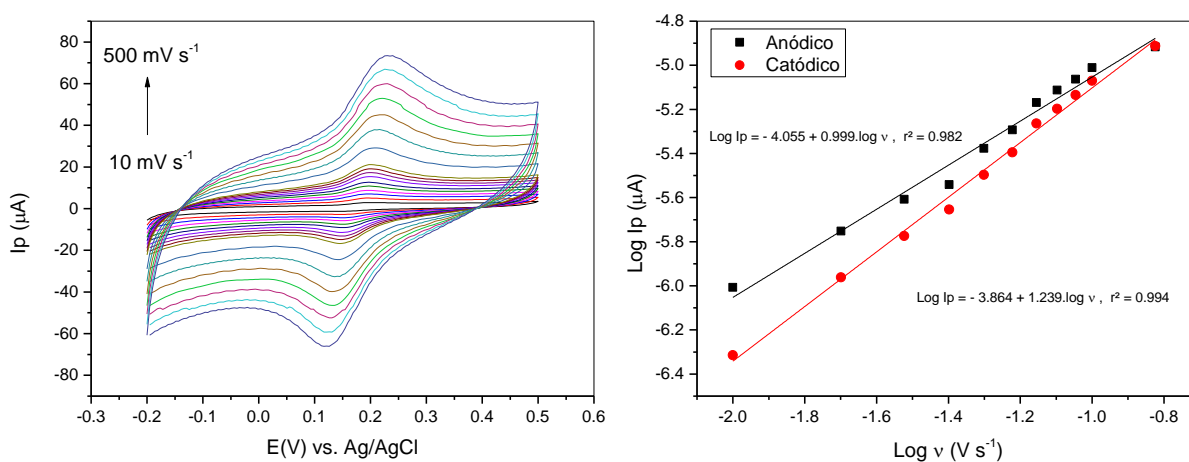 80
60
40
20
0
-20
-40
-60
-80
Ip (µA)
500 mV s⁻¹
10 mV s⁻¹
-0.3 -0.2 -0.1 0.0 0.1 0.2 0.3 0.4 0.5 0.6
E(V) vs. Ag/AgCl
Anódico
Catódico
-5.0
-5.2
-5.4
-5.6
-5.8
-6.0
-6.2
-6.4
Log Ip (µA)
Log Ip = - 4.055 + 0.999.log ν , r² = 0.982
Log Ip = - 3.864 + 1.239.log ν , r² = 0.994
-2.0 -1.8 -1.6 -1.4 -1.2 -1.0 -0.8
Log ν (V s⁻¹)